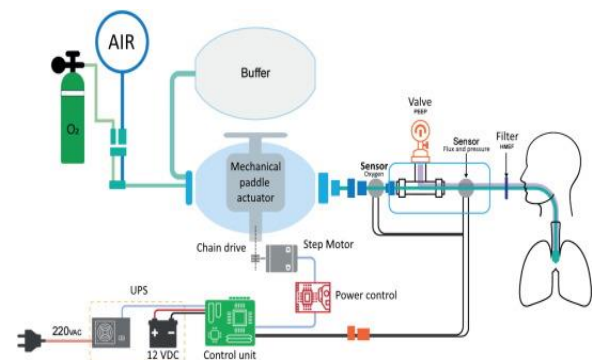 AIR
O₂
Buffer
Mechanical
paddle
actuator
Chain drive
Step Motor
Power control
UPS
220VAC
12 VDC
Control unit
Sensor
Oxygen
Valve
PEEP
Sensor
Flux and pressure
Filter
HMEF